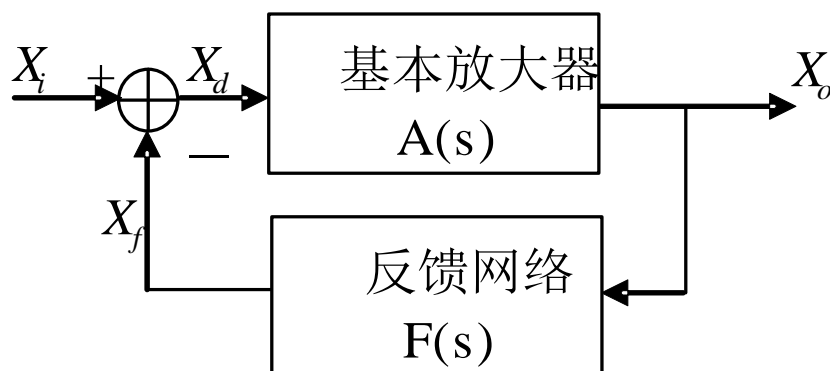 X_i
+
X_d
基本放大器
A(s)
X_o
—
X_f
反馈网络
F(s)